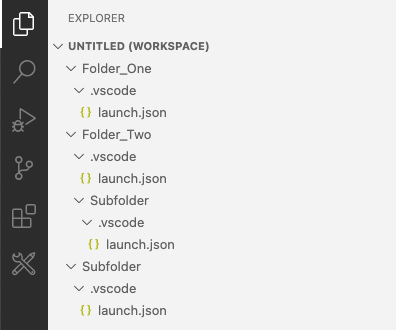 EXPLORER
UNTITLED (WORKSPACE)
Folder_One
.vscode
{} launch.json
Folder_Two
.vscode
{} launch.json
Subfolder
.vscode
{} launch.json
Subfolder
.vscode
{} launch.json